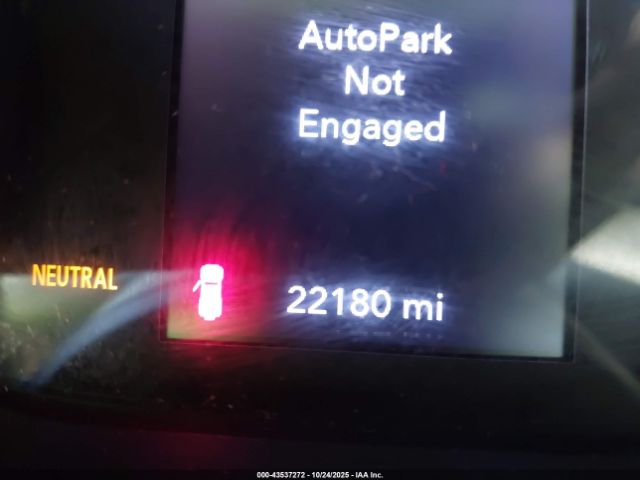 AutoPark
Not
Engaged
NEUTRAL
22180 mi
000-43537272 - 10/24/2025 - IAA Inc.